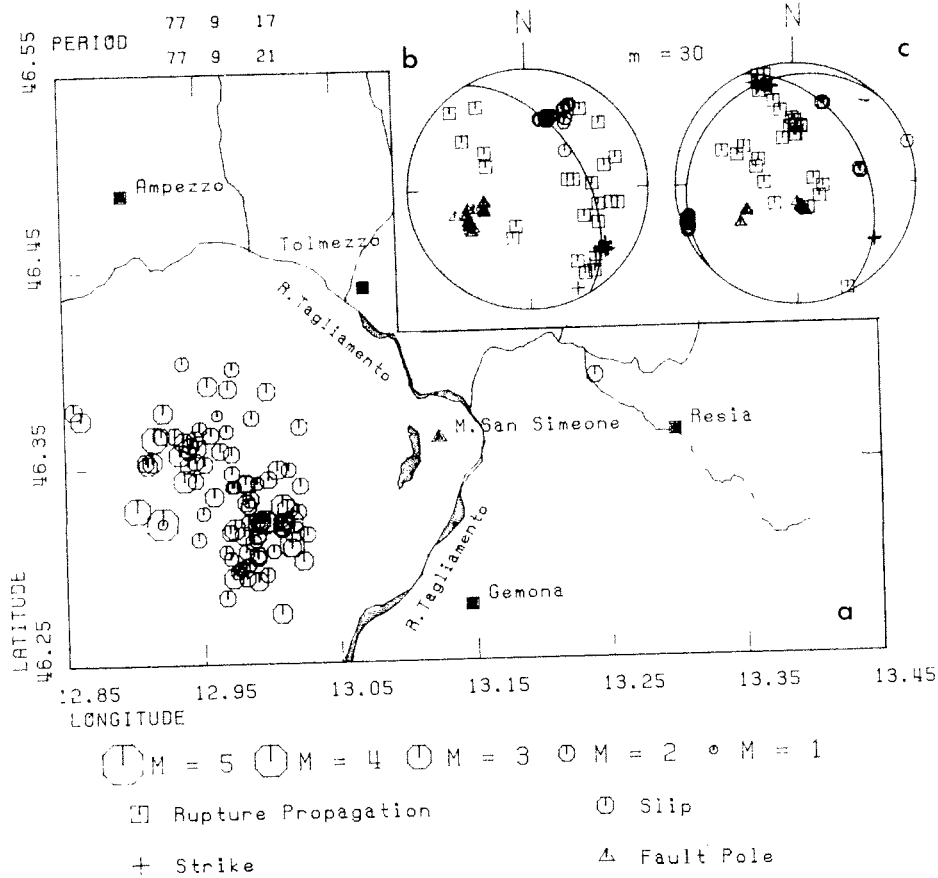 PERIOD 77 9 17
77 9 21
N
N
b
m = 30
c
46.55
Ampezzo
Tolmezzo
46.45
R.Tagliamento
M.San Simeone
Resia
46.35
R.Tagliamento
Gemona
a
LATITUDE
46.25
12.85 12.95 13.05 13.15 13.25 13.35 13.45
LONGITUDE
M = 5 M = 4 M = 3 M = 2 M = 1
Rupture Propagation
Slip
Strike
Fault Pole